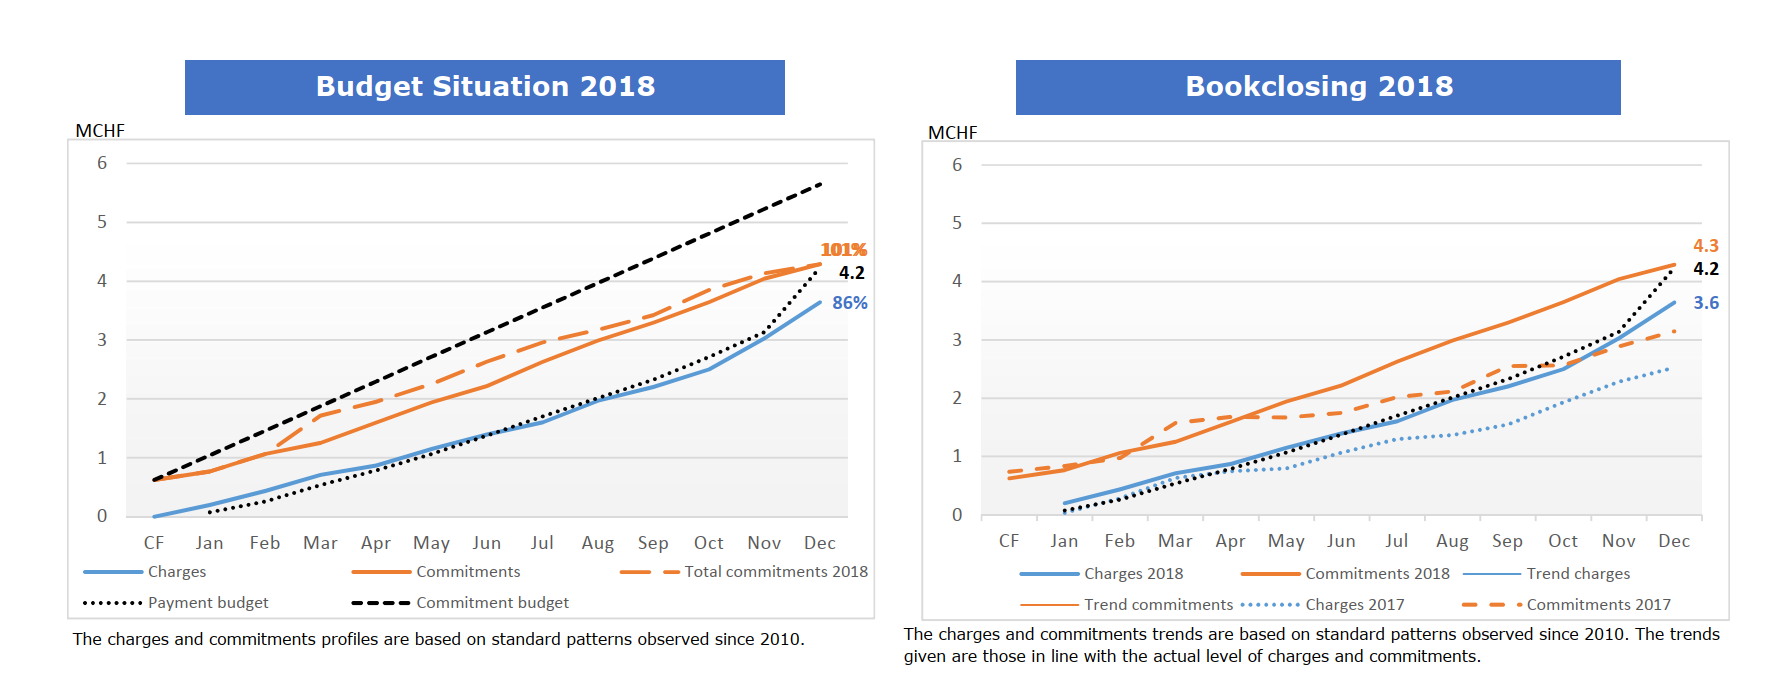 Budget Situation 2018
MCHF
6
5
4
3
2
1
0
101%
4.2
86%
CF Jan Feb Mar Apr May Jun Jul Aug Sep Oct Nov Dec
Charges Commitments Total commitments 2018
Payment budget Commitment budget
The charges and commitments profiles are based on standard patterns observed since 2010.
Bookclosing 2018
MCHF
6
5
4
3
2
1
0
4.3
4.2
3.6
CF Jan Feb Mar Apr May Jun Jul Aug Sep Oct Nov Dec
Charges 2018 Commitments 2018 Trend charges
Trend commitments Charges 2017 Commitments 2017
The charges and commitments trends are based on standard patterns observed since 2010. The trends
given are those in line with the actual level of charges and commitments.